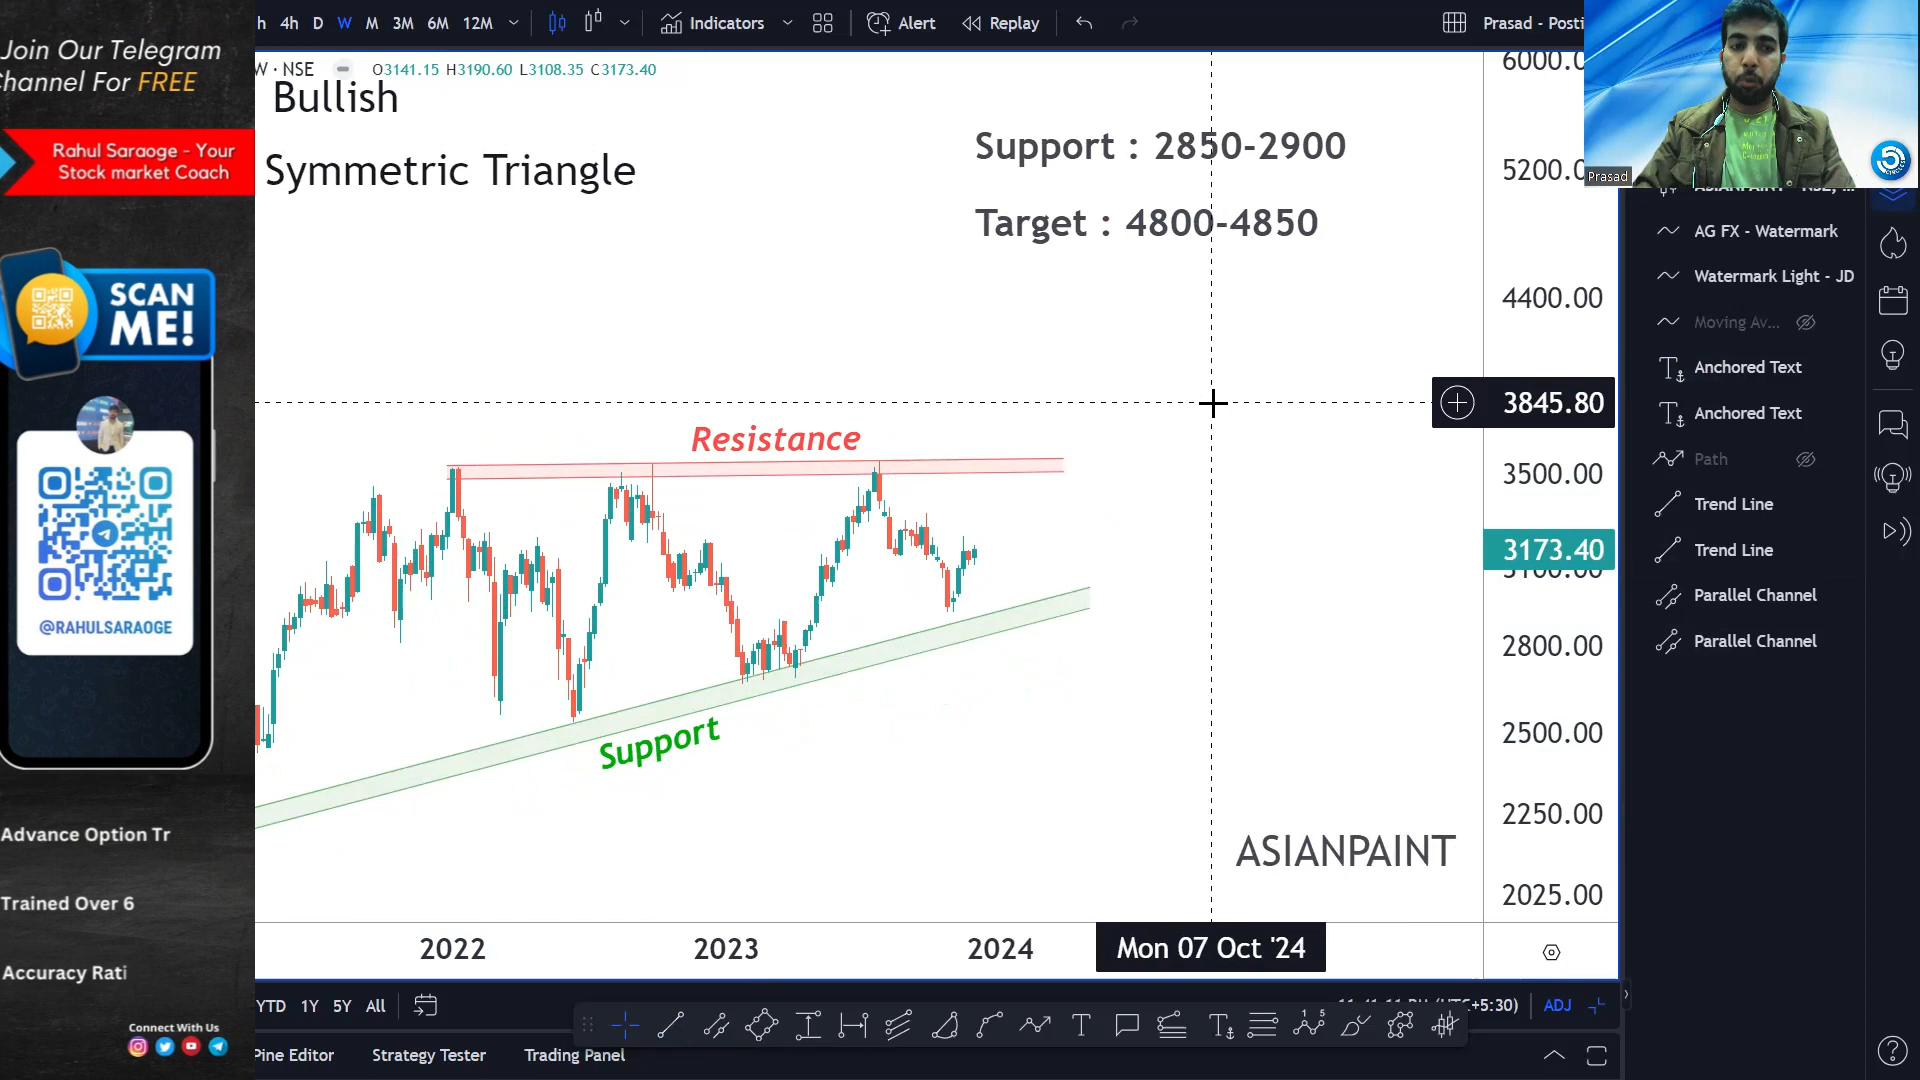 Join Our Telegram
Channel For FREE
Rahul Saraoge - Your
Stock market Coach
SCAN
ME!
@RAHULSARAOGE
Advance Option Tr
Trained Over 6
Accuracy Rati
Connect With Us
h 4h D W M 3M 6M 12M Indicators Alert Replay Prasad - Posti
W · NSE O3141.15 H3190.60 L3108.35 C3173.40
Bullish
Symmetric Triangle
Support : 2850-2900
Target : 4800-4850
Resistance
Support
ASIANPAINT
6000.0
5200.0
4400.00
3845.80
3500.00
3173.40
3100.00
2800.00
2500.00
2250.00
2025.00
2022 2023 2024 Mon 07 Oct '24
YTD 1Y 5Y All +5:30) ADJ
Pine Editor Strategy Tester Trading Panel
Prasad
AG FX - Watermark
Watermark Light - JD
Moving Av...
Anchored Text
Anchored Text
Path
Trend Line
Trend Line
Parallel Channel
Parallel Channel